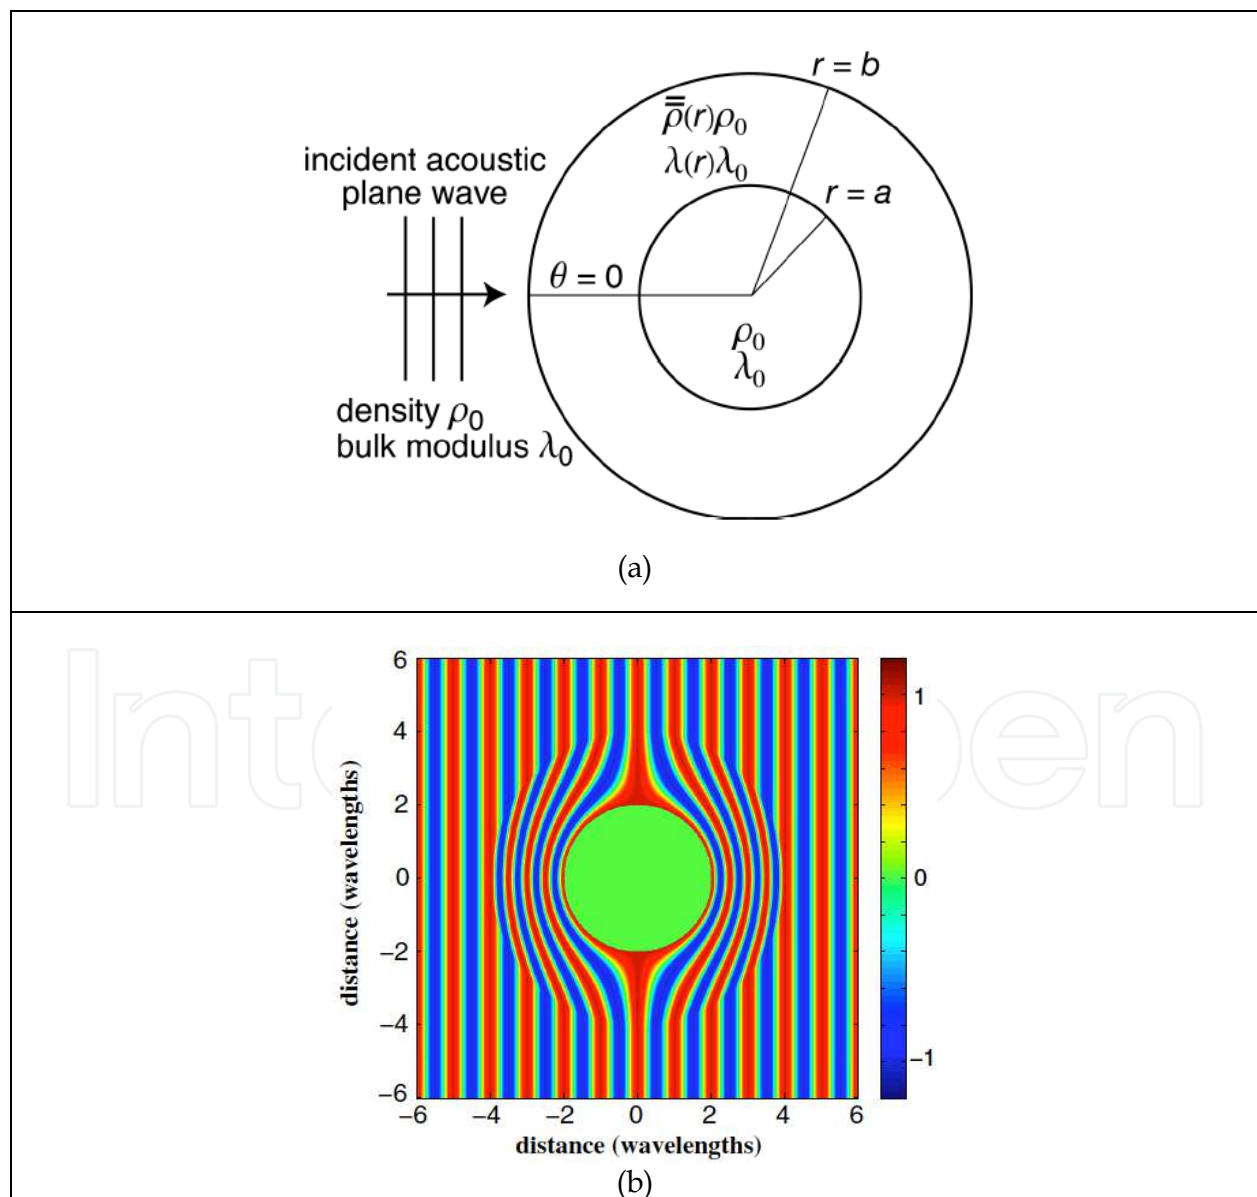 r = b
ρ̿(r)ρ₀
λ(r)λ₀
incident acoustic
plane wave
r = a
θ = 0
ρ₀
λ₀
density ρ₀
bulk modulus λ₀
(a)
6
4
2
0
−2
−4
−6
distance (wavelengths)
−6 −4 −2 0 2 4 6
distance (wavelengths)
1
0
−1
(b)